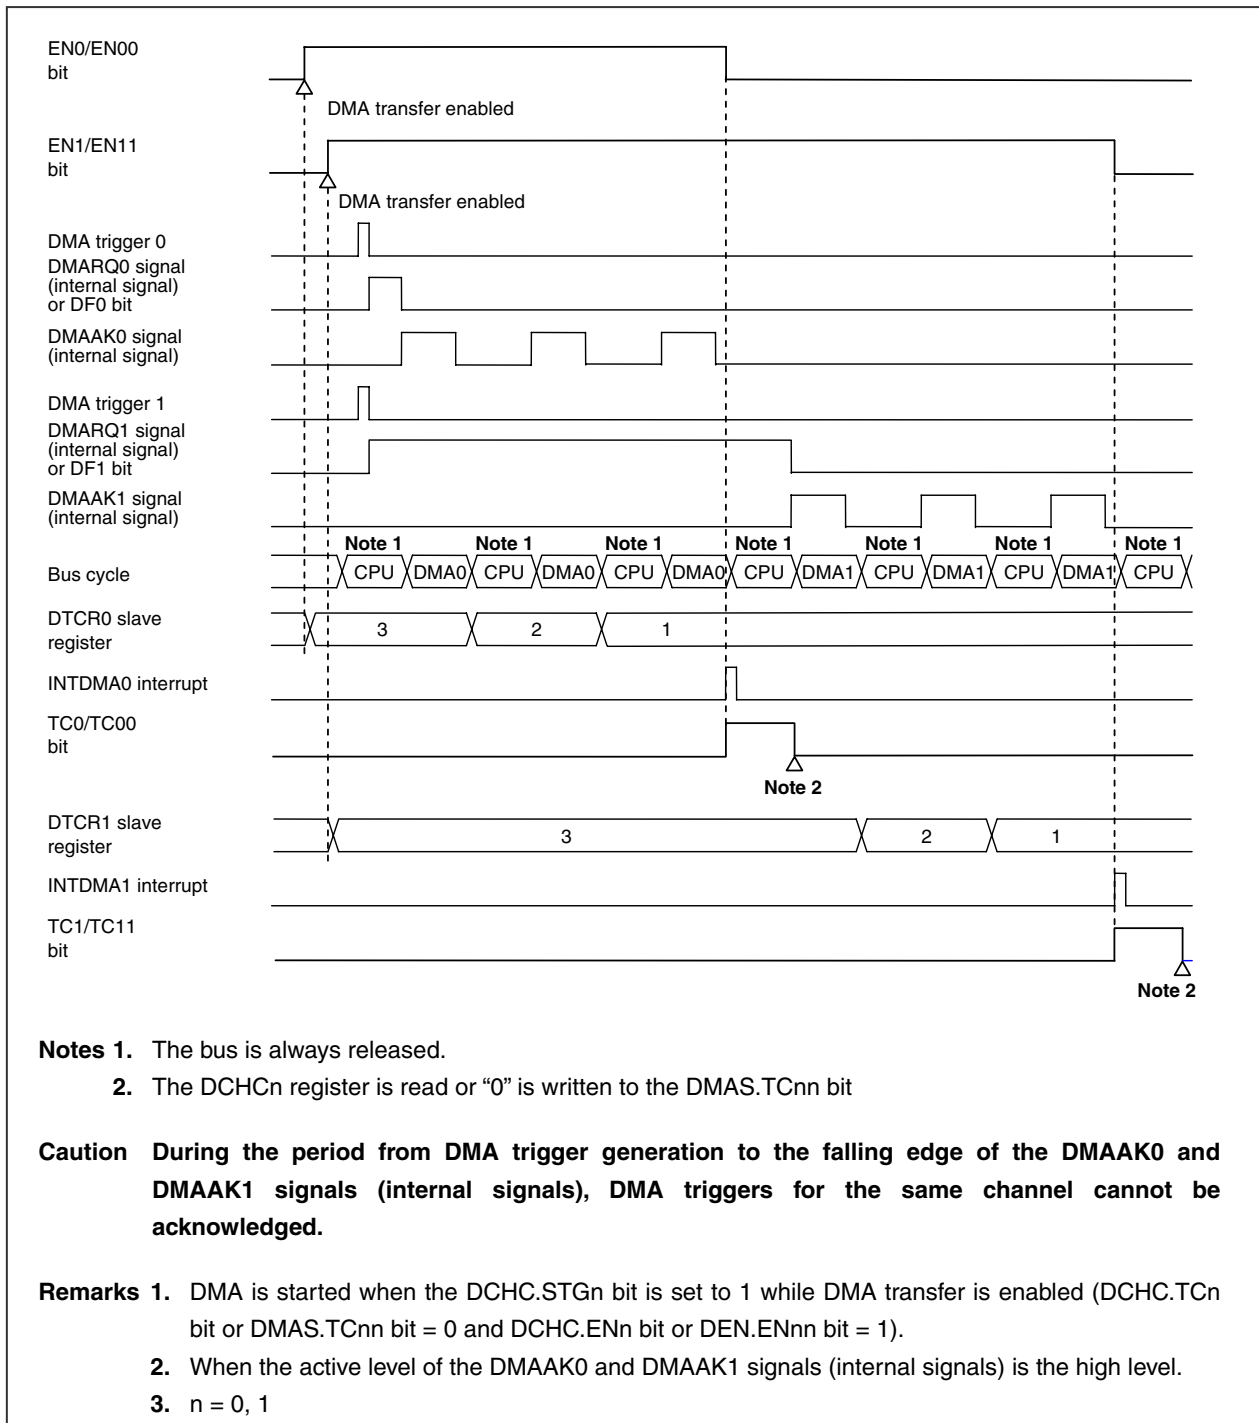 EN0/EN00
bit
DMA transfer enabled
EN1/EN11
bit
DMA transfer enabled
DMA trigger 0
DMARQ0 signal
(internal signal)
or DF0 bit
DMAAK0 signal
(internal signal)
DMA trigger 1
DMARQ1 signal
(internal signal)
or DF1 bit
DMAAK1 signal
(internal signal)
Note 1 Note 1 Note 1 Note 1 Note 1 Note 1 Note 1
Bus cycle CPU DMA0 CPU DMA0 CPU DMA0 CPU DMA1 CPU DMA1 CPU DMA1 CPU
DTCR0 slave
register
3 2 1
INTDMA0 interrupt
TC0/TC00
bit
Note 2
DTCR1 slave
register
3 2 1
INTDMA1 interrupt
TC1/TC11
bit
Note 2
Notes 1. The bus is always released.
2. The DCHCn register is read or “0” is written to the DMAS.TCnn bit
Caution During the period from DMA trigger generation to the falling edge of the DMAAK0 and
DMAAK1 signals (internal signals), DMA triggers for the same channel cannot be
acknowledged.
Remarks 1. DMA is started when the DCHC.STGn bit is set to 1 while DMA transfer is enabled (DCHC.TCn
bit or DMAS.TCnn bit = 0 and DCHC.ENn bit or DEN.ENnn bit = 1).
2. When the active level of the DMAAK0 and DMAAK1 signals (internal signals) is the high level.
3. n = 0, 1